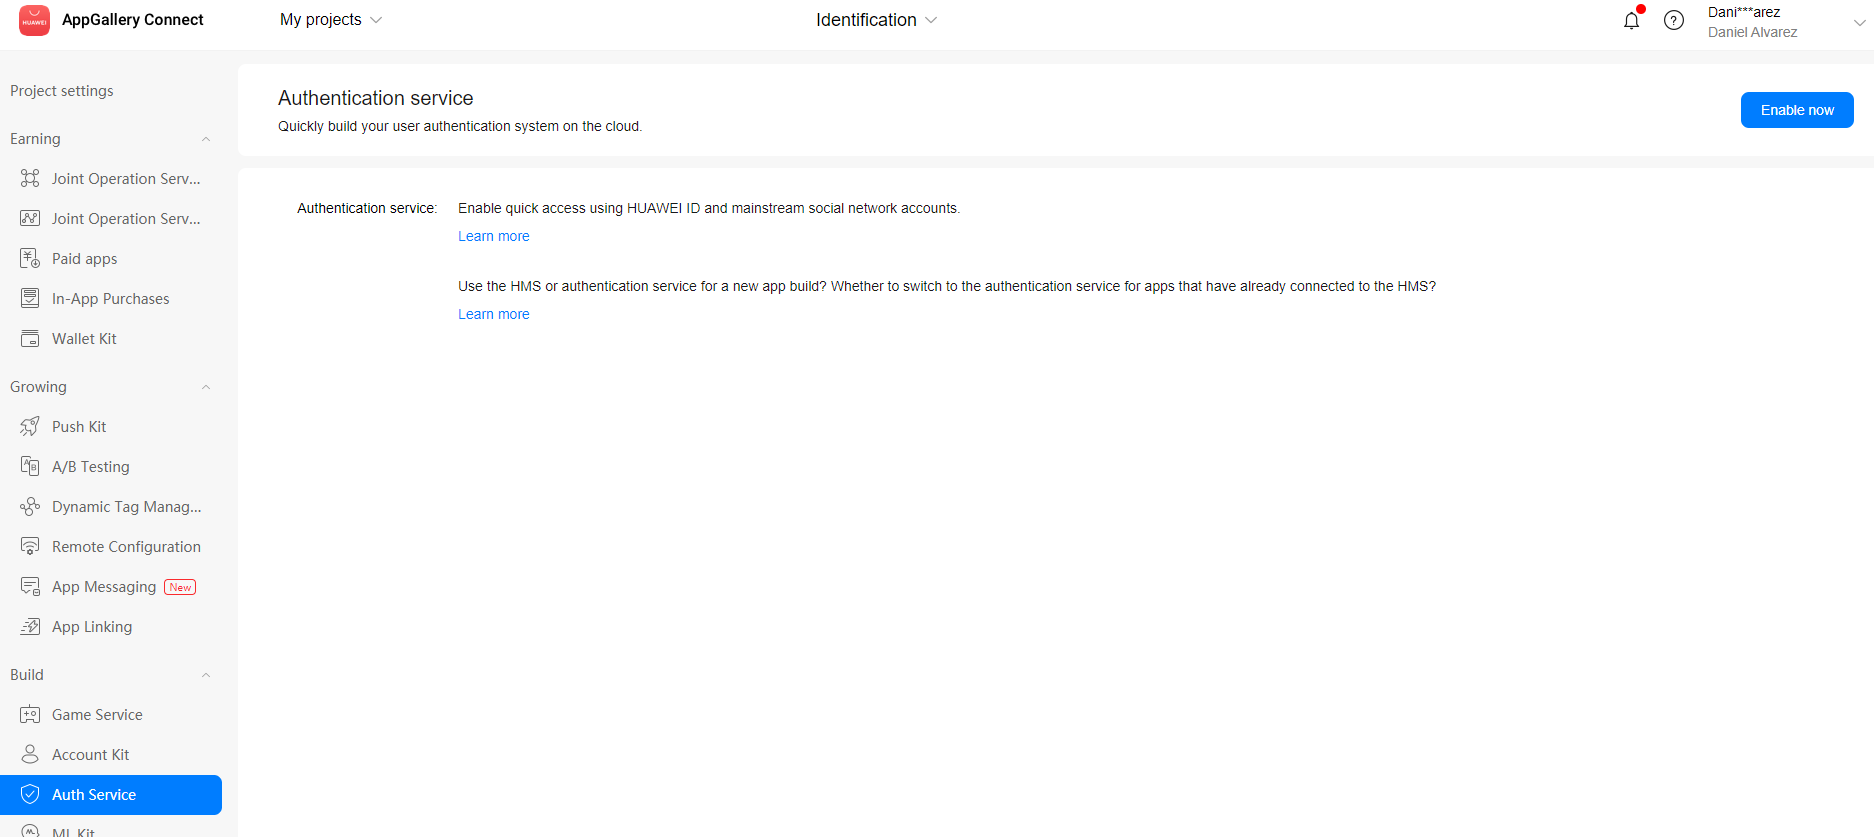 HUAWEI
AppGallery Connect
My projects
Identification
Dani***arez
Daniel Alvarez
Project settings
Earning
Joint Operation Serv...
Joint Operation Serv...
Paid apps
In-App Purchases
Wallet Kit
Growing
Push Kit
A/B Testing
Dynamic Tag Manag...
Remote Configuration
App Messaging New
App Linking
Build
Game Service
Account Kit
Auth Service
ML Kit
Authentication service
Quickly build your user authentication system on the cloud.
Enable now
Authentication service: Enable quick access using HUAWEI ID and mainstream social network accounts.
Learn more
Use the HMS or authentication service for a new app build? Whether to switch to the authentication service for apps that have already connected to the HMS?
Learn more